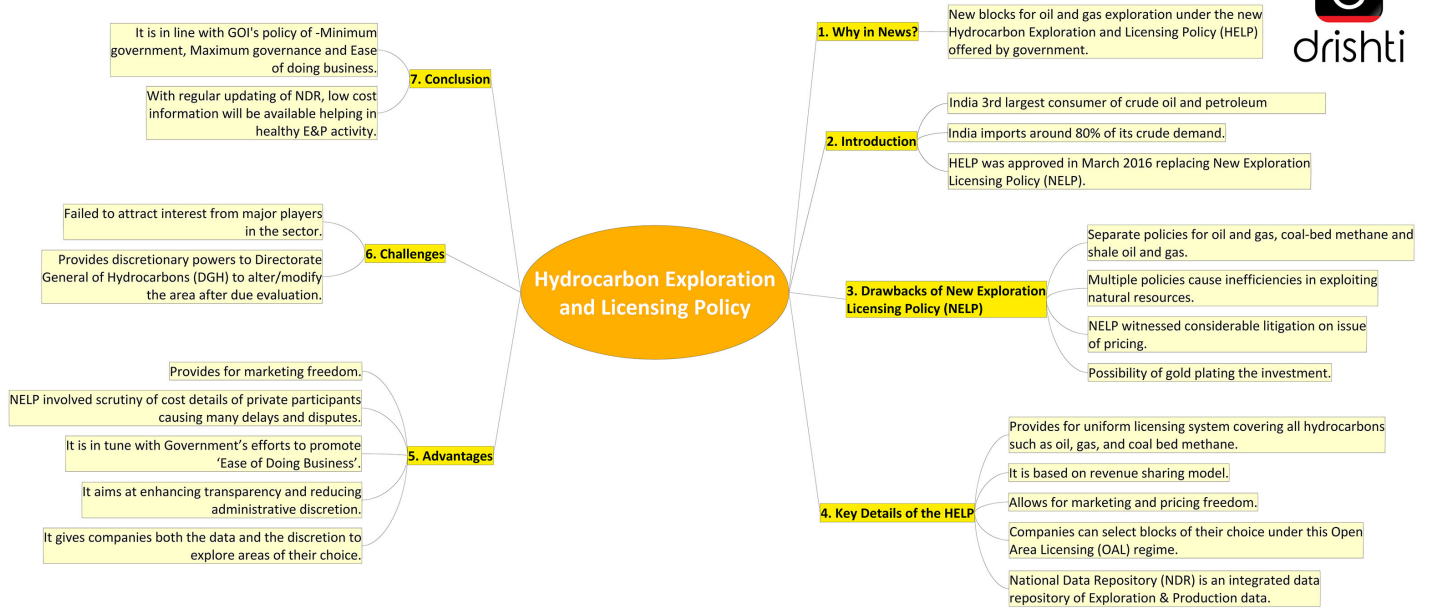 drishti
Hydrocarbon Exploration
and Licensing Policy
1. Why in News?
New blocks for oil and gas exploration under the new
Hydrocarbon Exploration and Licensing Policy (HELP)
offered by government.
2. Introduction
India 3rd largest consumer of crude oil and petroleum
India imports around 80% of its crude demand.
HELP was approved in March 2016 replacing New Exploration
Licensing Policy (NELP).
3. Drawbacks of New Exploration
Licensing Policy (NELP)
Separate policies for oil and gas, coal-bed methane and
shale oil and gas.
Multiple policies cause inefficiencies in exploiting
natural resources.
NELP witnessed considerable litigation on issue
of pricing.
Possibility of gold plating the investment.
4. Key Details of the HELP
Provides for uniform licensing system covering all hydrocarbons
such as oil, gas, and coal bed methane.
It is based on revenue sharing model.
Allows for marketing and pricing freedom.
Companies can select blocks of their choice under this Open
Area Licensing (OAL) regime.
National Data Repository (NDR) is an integrated data
repository of Exploration & Production data.
5. Advantages
Provides for marketing freedom.
NELP involved scrutiny of cost details of private participants
causing many delays and disputes.
It is in tune with Government’s efforts to promote
‘Ease of Doing Business’.
It aims at enhancing transparency and reducing
administrative discretion.
It gives companies both the data and the discretion to
explore areas of their choice.
6. Challenges
Failed to attract interest from major players
in the sector.
Provides discretionary powers to Directorate
General of Hydrocarbons (DGH) to alter/modify
the area after due evaluation.
7. Conclusion
It is in line with GOI's policy of -Minimum
government, Maximum governance and Ease
of doing business.
With regular updating of NDR, low cost
information will be available helping in
healthy E&P activity.